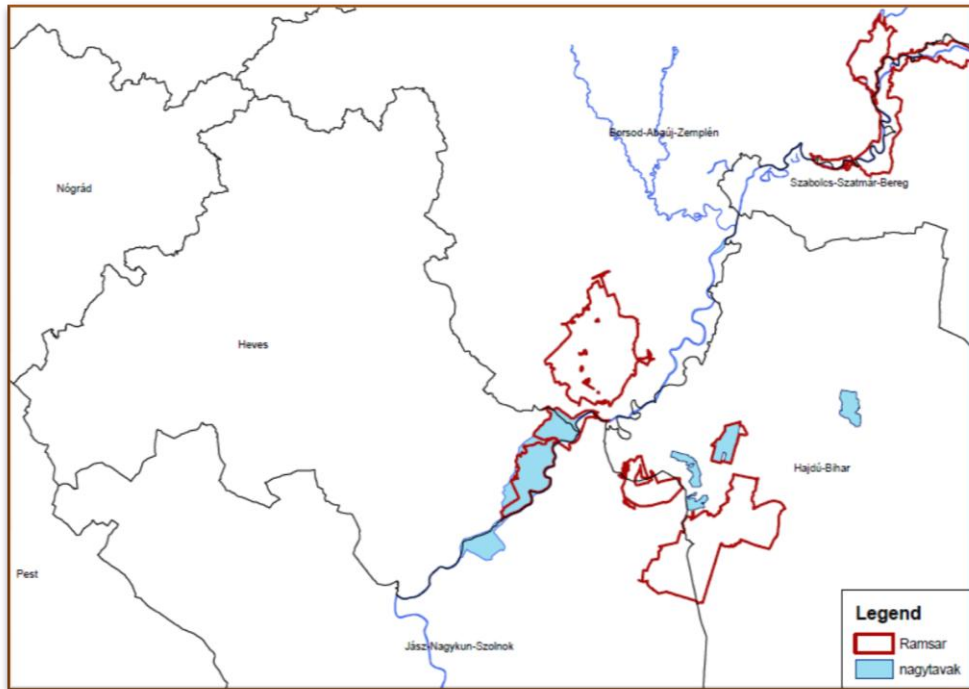 Borsod-Abaúj-Zemplén
Szabolcs-Szatmár-Bereg
Nógrád
Heves
Hajdú-Bihar
Pest
Jász-Nagykun-Szolnok
Legend
Ramsar
nagytavak